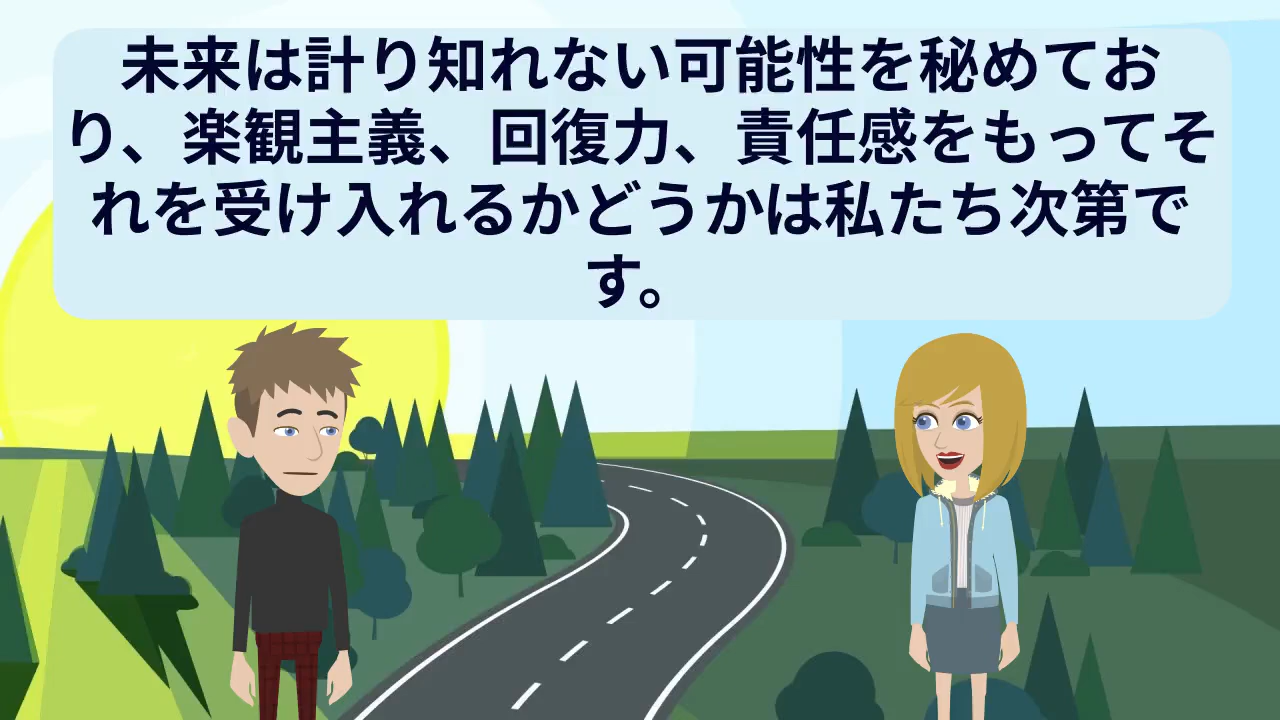 未来は計り知れない可能性を秘めてお
り、楽観主義、回復力、責任感をもってそ
れを受け入れるかどうかは私たち次第で
す。